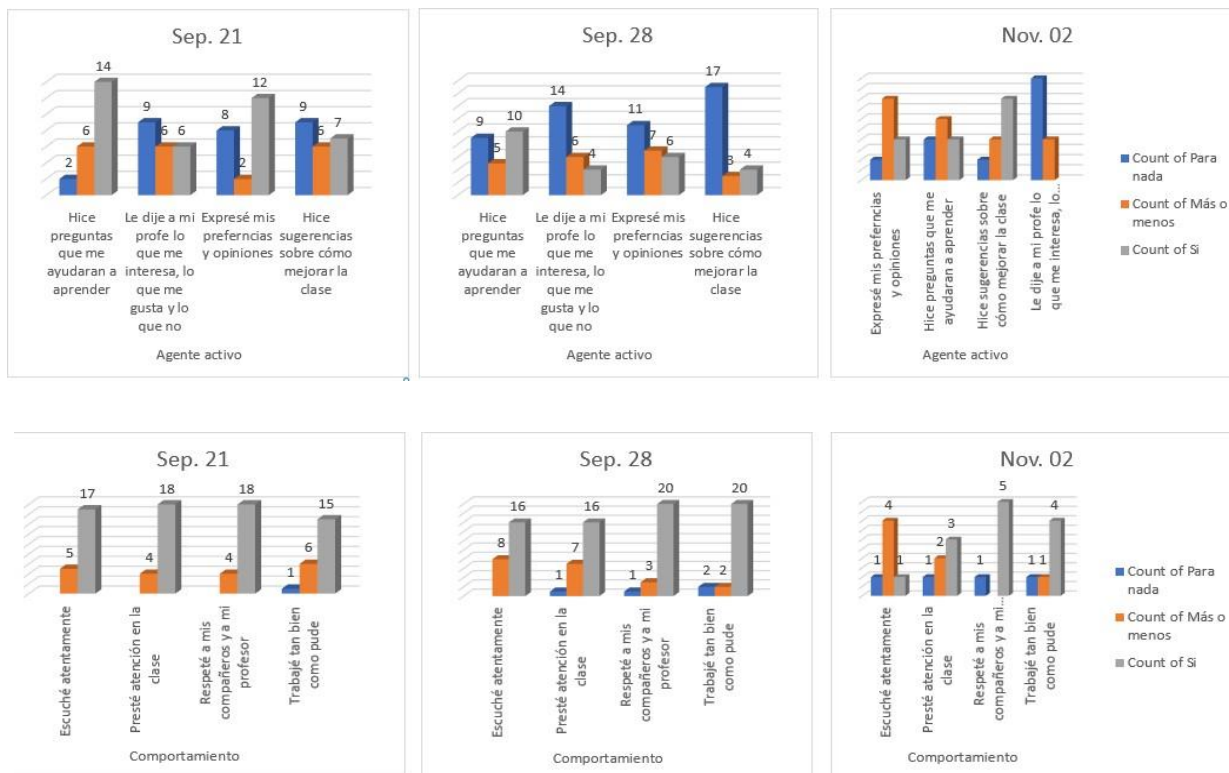 Sep. 21
14
12
9
9
8
7
6
6
6
6
2
2
Hice
preguntas
que me
ayudaran a
aprender
Le dije a mi
profe lo que
me
interesa, lo
que me
gusta y lo
que no
Expresé mis
preferncias
y opiniones
Hice
sugerencias
sobre cómo
mejorar la
clase
Agente activo
Sep. 28
17
14
11
10
9
7
6
6
5
4
4
3
Hice
preguntas
que me
ayudaran a
aprender
Le dije a mi
profe lo que
me
interesa, lo
que me
gusta y lo
que no
Expresé mis
preferncias
y opiniones
Hice
sugerencias
sobre cómo
mejorar la
clase
Agente activo
Nov. 02
Expresé mis preferncias
y opiniones
Hice preguntas que me
ayudaran a aprender
Hice sugerencias sobre
cómo mejorar la clase
Le dije a mi profe lo
que me interesa, lo...
Agente activo
Count of Para
nada
Count of Más o
menos
Count of Si
Sep. 21
17
18
18
15
5
4
4
6
1
Escuché atentamente
Presté atención en la
clase
Respeté a mis
compañeros y a mi
profesor
Trabajé tan bien
como pude
Comportamiento
Sep. 28
16
16
20
20
8
7
3
1
1
2
2
Escuché atentamente
Presté atención en la
clase
Respeté a mis
compañeros y a mi
profesor
Trabajé tan bien
como pude
Comportamiento
Nov. 02
5
4
4
3
2
1
1
1
1
1
1
Escuché atentamente
Presté atención en la
clase
Respeté a mis
compañeros y a mi...
Trabajé tan bien
como pude
Comportamiento
Count of Para
nada
Count of Más o
menos
Count of Si